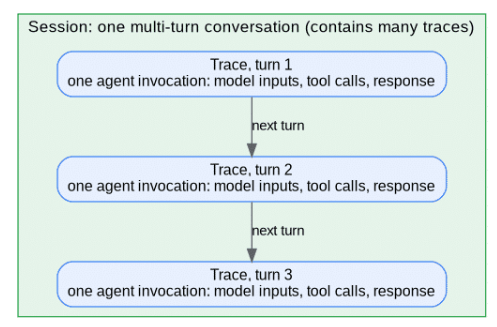 Session: one multi-turn conversation (contains many traces)
Trace, turn 1
one agent invocation: model inputs, tool calls, response
next turn
Trace, turn 2
one agent invocation: model inputs, tool calls, response
next turn
Trace, turn 3
one agent invocation: model inputs, tool calls, response